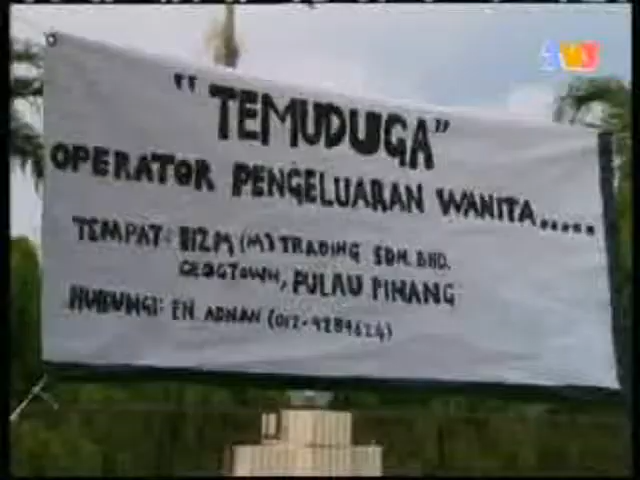 "TEMUDUGA"
OPERATOR PENGELUARAN WANITA.....
TEMPAT: BIZM (M) TRADING SDN. BHD.
GEOGTOWN, PULAU PINANG
HUBUNGI: EN. ADNAN (012-4284624)